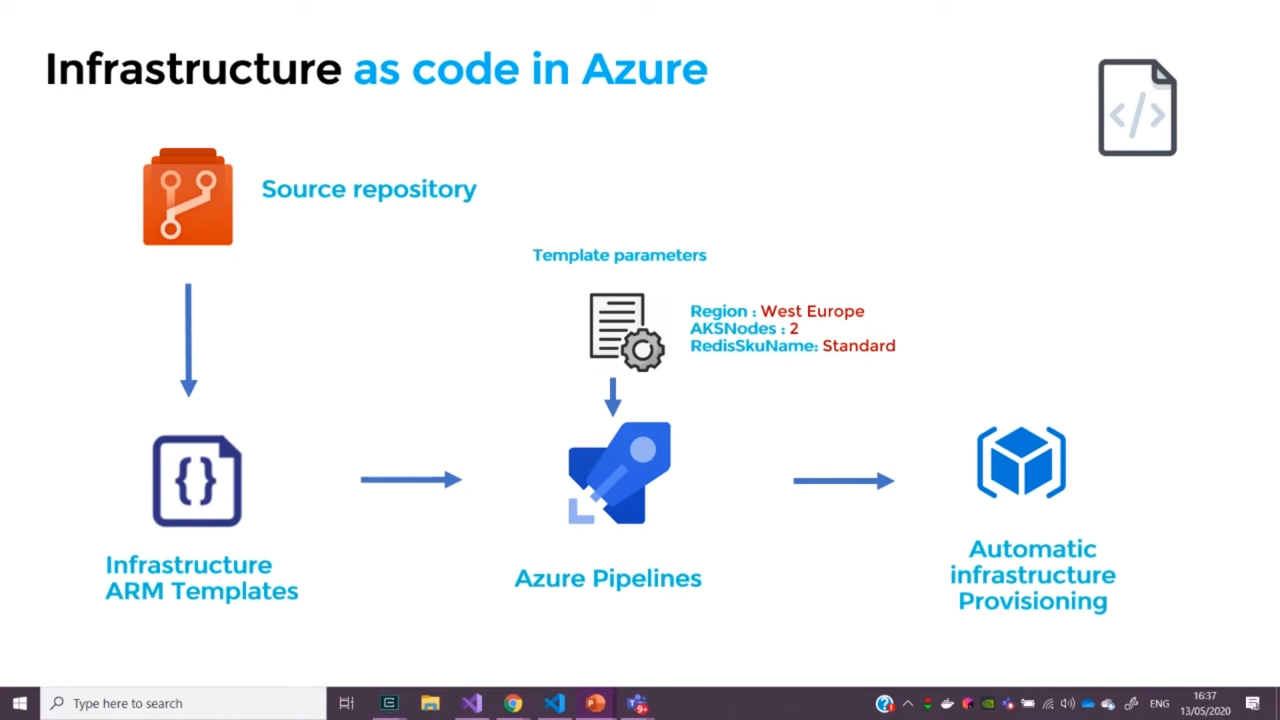 Infrastructure as code in Azure
</>
Source repository
Template parameters
Region : West Europe
AKSNodes : 2
RedisSkuName: Standard
{}
Infrastructure
ARM Templates
Azure Pipelines
Automatic
infrastructure
Provisioning
Type here to search
9+
ENG
16:37
13/05/2020